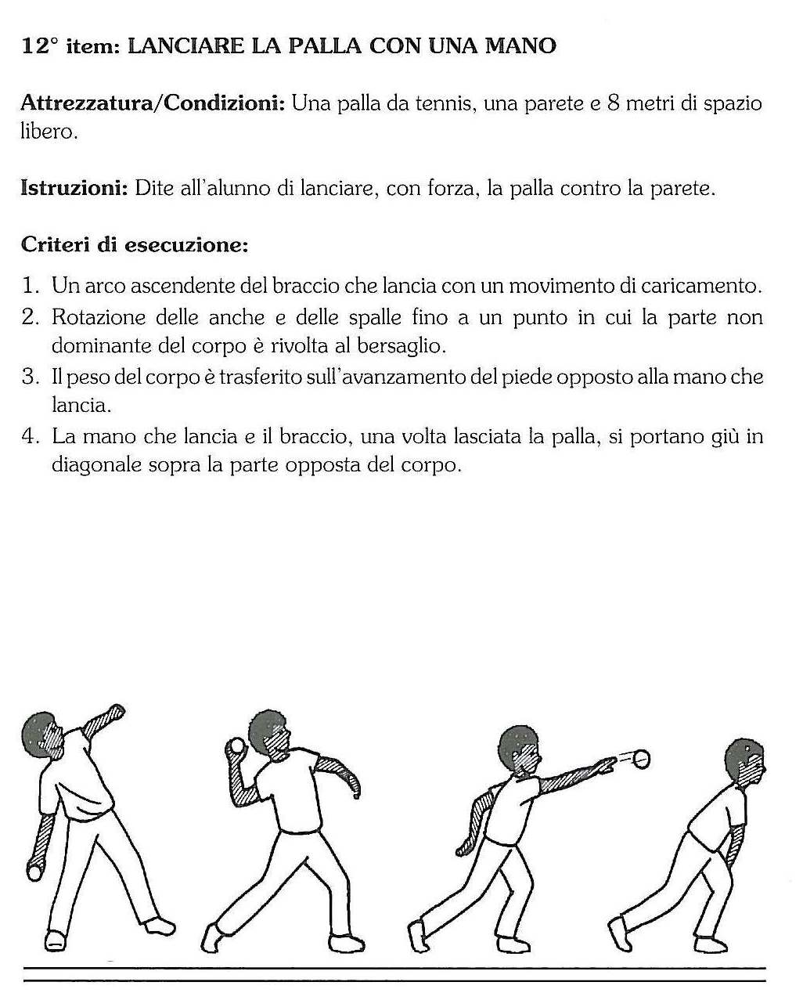 12° item: LANCIARE LA PALLA CON UNA MANO
Attrezzatura/Condizioni: Una palla da tennis, una parete e 8 metri di spazio
libero.
Istruzioni: Dite all'alunno di lanciare, con forza, la palla contro la parete.
Criteri di esecuzione:
1. Un arco ascendente del braccio che lancia con un movimento di caricamento.
2. Rotazione delle anche e delle spalle fino a un punto in cui la parte non
dominante del corpo è rivolta al bersaglio.
3. Il peso del corpo è trasferito sull'avanzamento del piede opposto alla mano che
lancia.
4. La mano che lancia e il braccio, una volta lasciata la palla, si portano giù in
diagonale sopra la parte opposta del corpo.